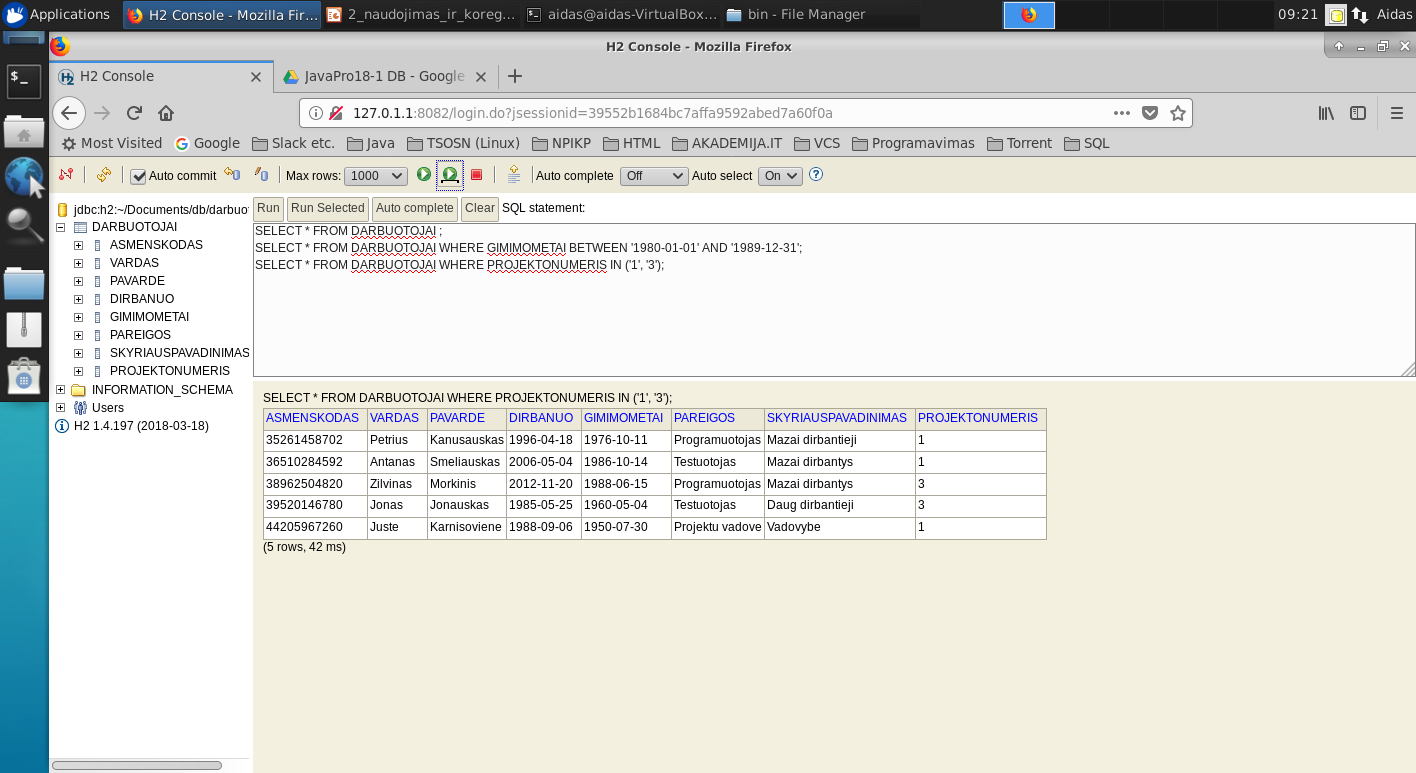 Applications H2 Console - Mozilla Fir... 2_naudojimas_ir_koreg... aidas@aidas-VirtualBox... bin - File Manager 09:21 Aidas
H2 Console - Mozilla Firefox
H2 Console JavaPro18-1 DB - Google
127.0.1.1:8082/login.do?jsessionid=39552b1684bc7affa9592abed7a60f0a
Most Visited Google Slack etc. Java TSOSN (Linux) NPIKP HTML AKADEMIJA.IT VCS Programavimas Torrent SQL
Auto commit Max rows: 1000 Auto complete Off Auto select On
jdbc:h2:~/Documents/db/darbuot
DARBUOTOJAI
ASMENSKODAS
VARDAS
PAVARDE
DIRBANUO
GIMIMOMETAI
PAREIGOS
SKYRIAUSPAVADINIMAS
PROJEKTONUMERIS
INFORMATION_SCHEMA
Users
H2 1.4.197 (2018-03-18)
Run Run Selected Auto complete Clear SQL statement:
SELECT * FROM DARBUOTOJAI ;
SELECT * FROM DARBUOTOJAI WHERE GIMIMOMETAI BETWEEN '1980-01-01' AND '1989-12-31';
SELECT * FROM DARBUOTOJAI WHERE PROJEKTONUMERIS IN ('1', '3');
SELECT * FROM DARBUOTOJAI WHERE PROJEKTONUMERIS IN ('1', '3');
ASMENSKODAS VARDAS PAVARDE DIRBANUO GIMIMOMETAI PAREIGOS SKYRIAUSPAVADINIMAS PROJEKTONUMERIS
35261458702 Petrius Kanusauskas 1996-04-18 1976-10-11 Programuotojas Mazai dirbantieji 1
36510284592 Antanas Smeliauskas 2006-05-04 1986-10-14 Testuotojas Mazai dirbantys 1
38962504820 Zilvinas Morkinis 2012-11-20 1988-06-15 Programuotojas Mazai dirbantys 3
39520146780 Jonas Jonauskas 1985-05-25 1960-05-04 Testuotojas Daug dirbantieji 3
44205967260 Juste Karnisoviene 1988-09-06 1950-07-30 Projektu vadove Vadovybe 1
(5 rows, 42 ms)